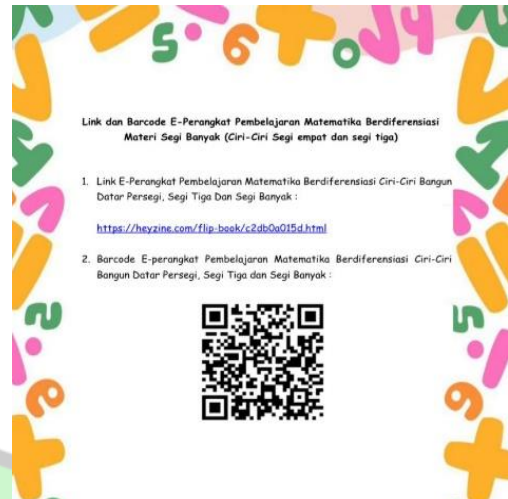 Link dan Barcode E-Perangkat Pembelajaran Matematika Berdiferensiasi
Materi Segi Banyak (Ciri-Ciri Segi empat dan segi tiga)
1. Link E-Perangkat Pembelajaran Matematika Berdiferensiasi Ciri-Ciri Bangun
Datar Persegi, Segi Tiga Dan Segi Banyak :
https://heyzine.com/flip-book/c2db0a015d.html
2. Barcode E-perangkat Pembelajaran Matematika Berdiferensiasi Ciri-Ciri
Bangun Datar Persegi, Segi Tiga dan Segi Banyak :